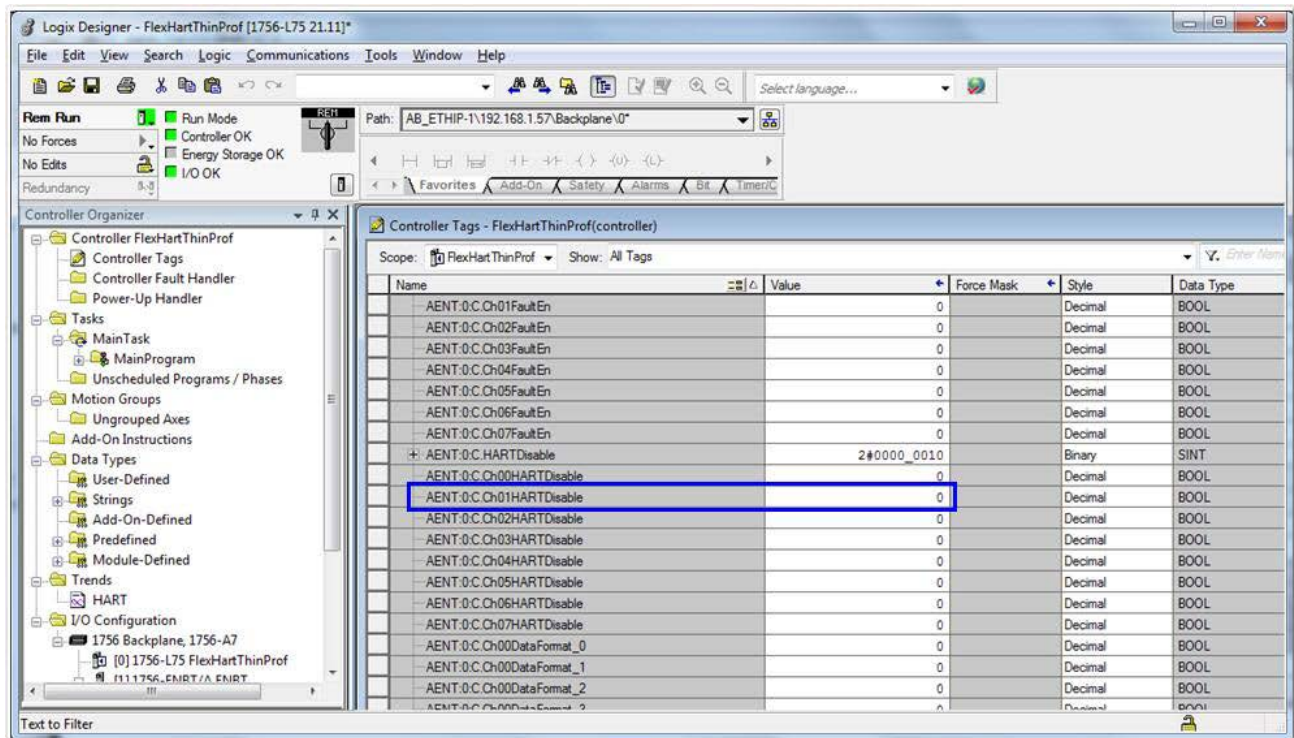 Logix Designer - FlexHartThinProf [1756-L75 21.11]*
File Edit View Search Logic Communications Tools Window Help
Select language...
Rem Run
Run Mode
REM
Path: AB_ETHIP-1\192.168.1.57\Backplane\0*
No Forces
Controller OK
Energy Storage OK
No Edits
I/O OK
Redundancy
Favorites Add-On Safety Alarms Bit Timer/C
Controller Organizer
Controller FlexHartThinProf
Controller Tags
Controller Fault Handler
Power-Up Handler
Tasks
MainTask
MainProgram
Unscheduled Programs / Phases
Motion Groups
Ungrouped Axes
Add-On Instructions
Data Types
User-Defined
Strings
Add-On-Defined
Predefined
Module-Defined
Trends
HART
I/O Configuration
1756 Backplane, 1756-A7
[0] 1756-L75 FlexHartThinProf
Controller Tags - FlexHartThinProf(controller)
Scope: FlexHartThinProf Show: All Tags
Name Value Force Mask Style Data Type
AENT:0:C.Ch01FaultEn 0 Decimal BOOL
AENT:0:C.Ch02FaultEn 0 Decimal BOOL
AENT:0:C.Ch03FaultEn 0 Decimal BOOL
AENT:0:C.Ch04FaultEn 0 Decimal BOOL
AENT:0:C.Ch05FaultEn 0 Decimal BOOL
AENT:0:C.Ch06FaultEn 0 Decimal BOOL
AENT:0:C.Ch07FaultEn 0 Decimal BOOL
AENT:0:C.HARTDisable 2#0000_0010 Binary SINT
AENT:0:C.Ch00HARTDisable 0 Decimal BOOL
AENT:0:C.Ch01HARTDisable 0 Decimal BOOL
AENT:0:C.Ch02HARTDisable 0 Decimal BOOL
AENT:0:C.Ch03HARTDisable 0 Decimal BOOL
AENT:0:C.Ch04HARTDisable 0 Decimal BOOL
AENT:0:C.Ch05HARTDisable 0 Decimal BOOL
AENT:0:C.Ch06HARTDisable 0 Decimal BOOL
AENT:0:C.Ch07HARTDisable 0 Decimal BOOL
AENT:0:C.Ch00DataFormat_0 0 Decimal BOOL
AENT:0:C.Ch00DataFormat_1 0 Decimal BOOL
AENT:0:C.Ch00DataFormat_2 0 Decimal BOOL
Text to Filter